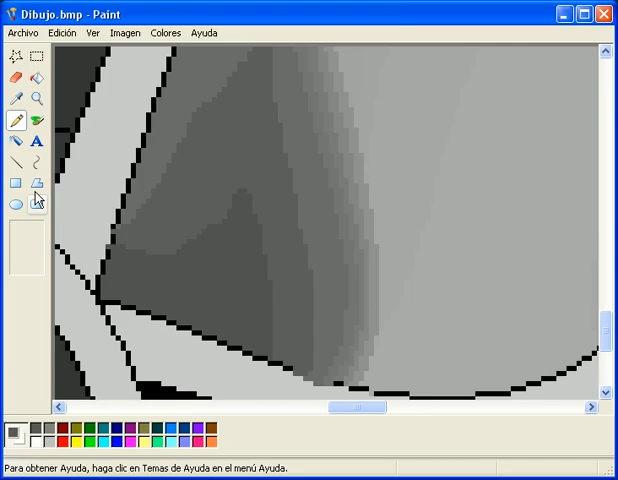 Dibujo.bmp - Paint
Archivo Edición Ver Imagen Colores Ayuda
A
Para obtener Ayuda, haga clic en Temas de Ayuda en el menú Ayuda.